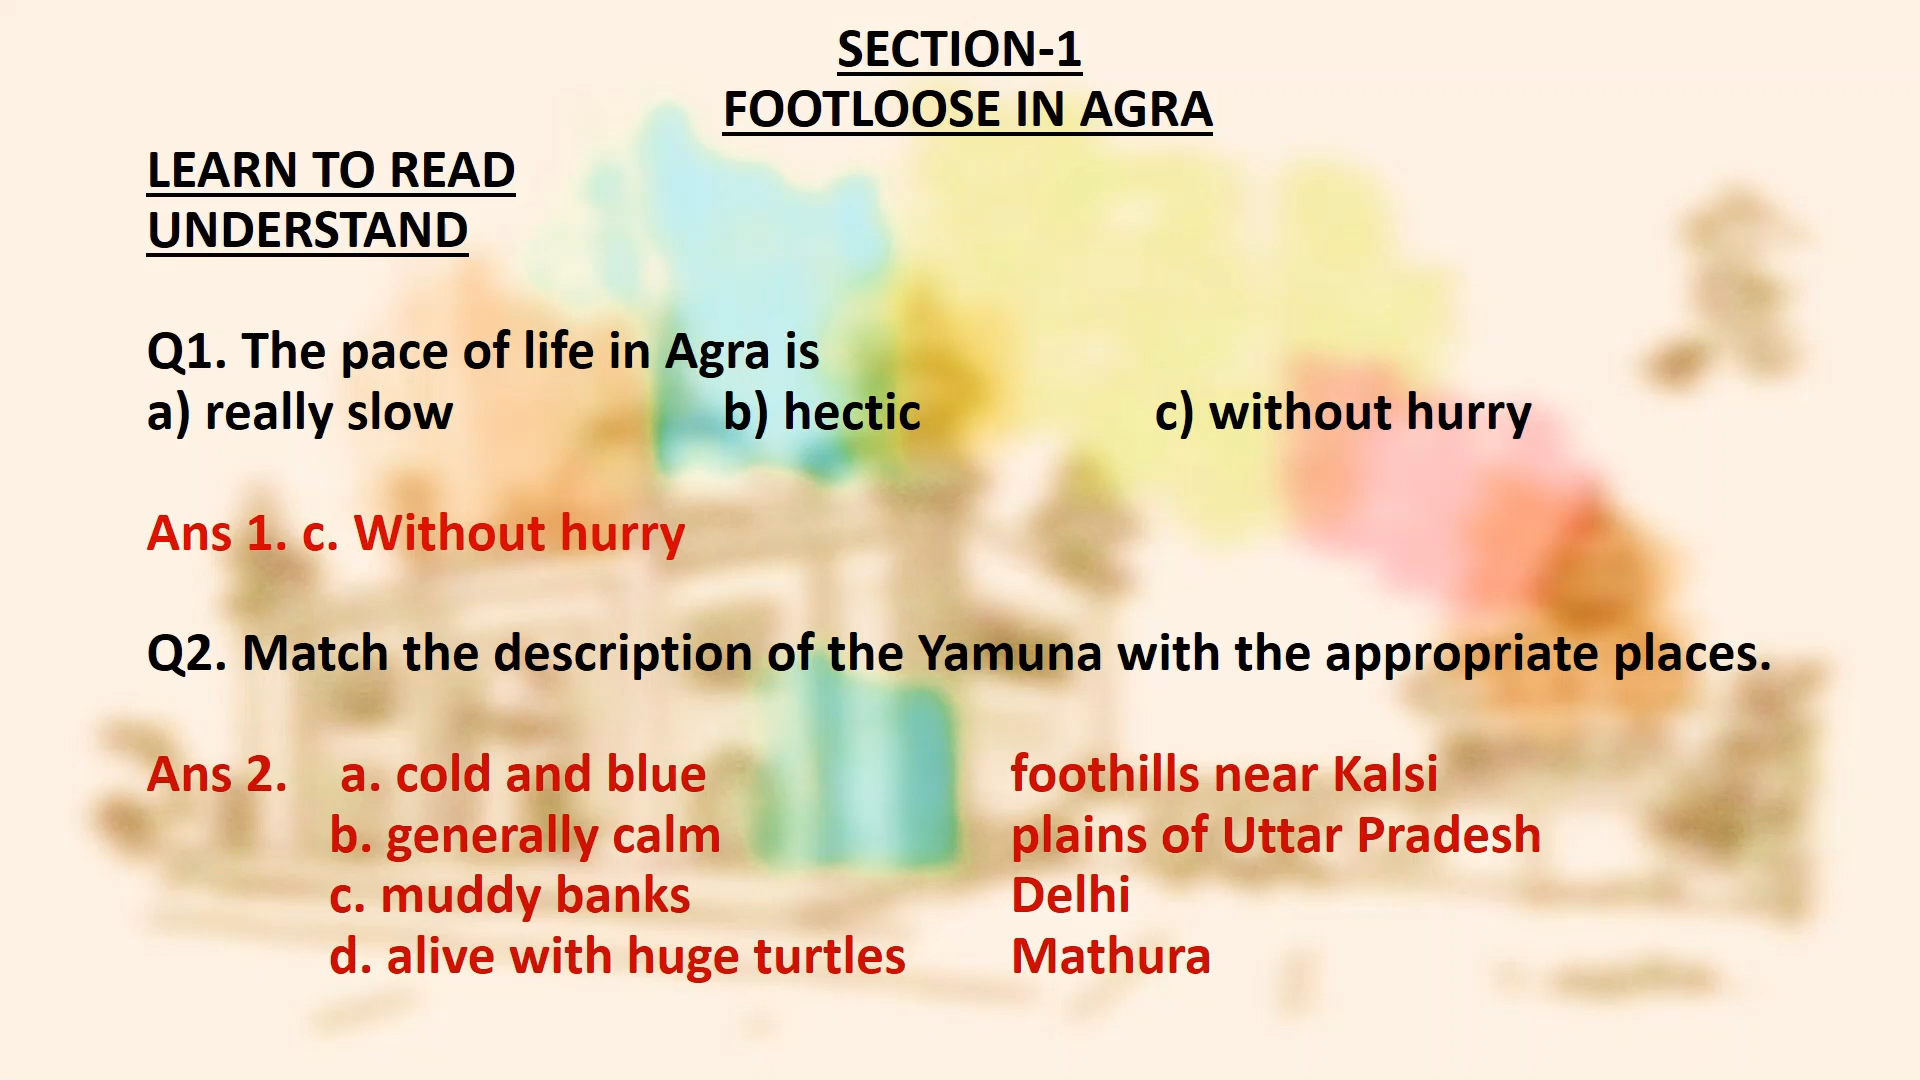 SECTION-1
FOOTLOOSE IN AGRA
LEARN TO READ
UNDERSTAND
Q1. The pace of life in Agra is
a) really slow b) hectic c) without hurry
Ans 1. c. Without hurry
Q2. Match the description of the Yamuna with the appropriate places.
Ans 2. a. cold and blue foothills near Kalsi
b. generally calm plains of Uttar Pradesh
c. muddy banks Delhi
d. alive with huge turtles Mathura